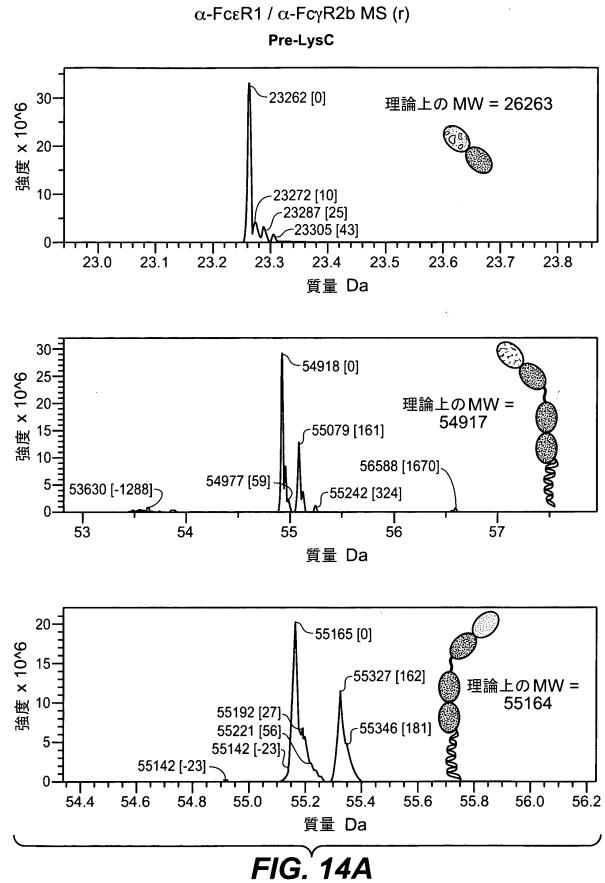 α-FcεR1 / α-FcγR2b MS (r)
Pre-LysC
強度 x 10^6
30
20
10
0
23262 [0]
23272 [10]
23287 [25]
23305 [43]
理論上の MW = 26263
23.0 23.1 23.2 23.3 23.4 23.5 23.6 23.7 23.8
質量 Da
強度 x 10^6
30
25
20
15
10
5
0
54918 [0]
55079 [161]
54977 [59]
55242 [324]
53630 [-1288]
56588 [1670]
理論上のMW =
54917
53 54 55 56 57
質量 Da
強度 x 10^6
20
15
10
5
0
55165 [0]
55327 [162]
55192 [27]
55221 [56]
55142 [-23]
55346 [181]
55142 [-23]
理論上のMW =
55164
54.4 54.6 54.8 55.0 55.2 55.4 55.6 55.8 56.0 56.2
質量 Da
FIG. 14A